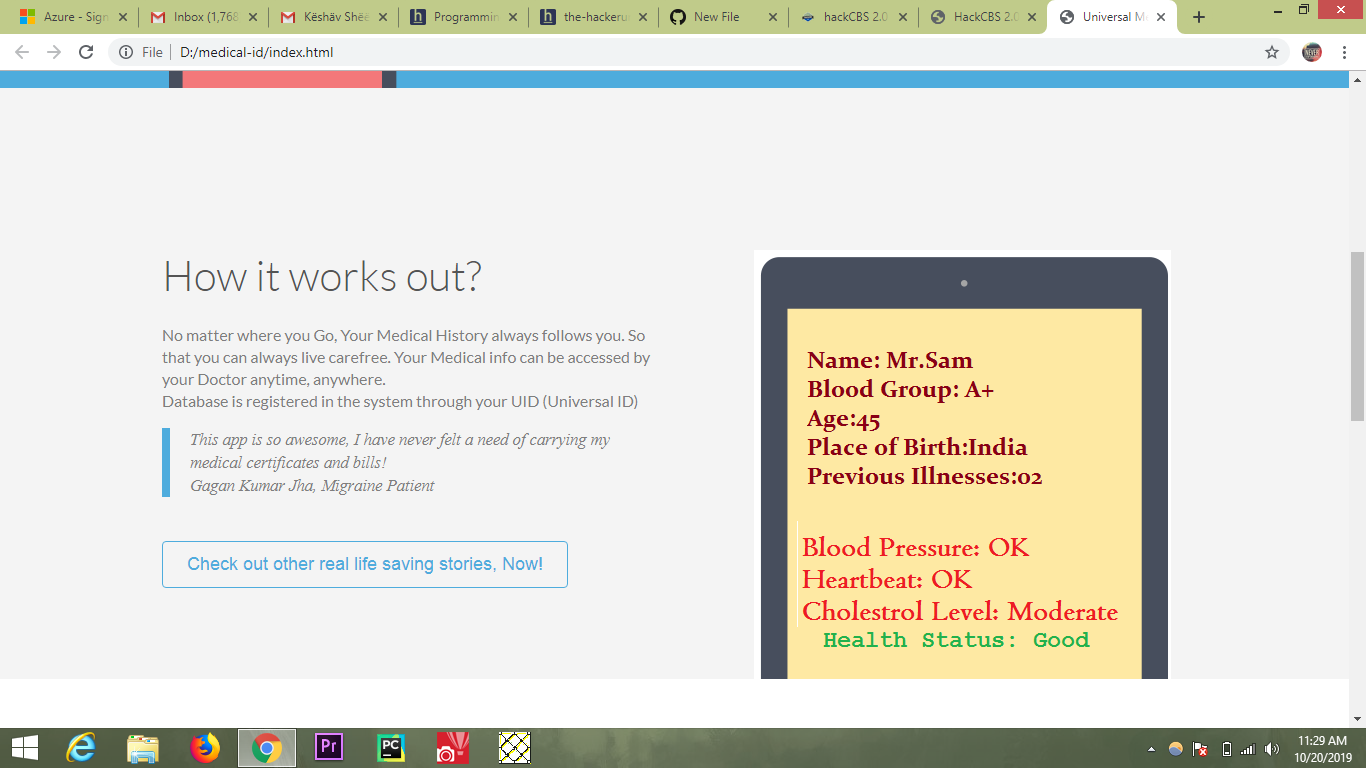 Azure - Sign
Inbox (1,768
Këshäv Shëë
Programmin
the-hackeru
New File
hackCBS 2.0
HackCBS 2.0
Universal M
File
D:/medical-id/index.html
How it works out?
No matter where you Go, Your Medical History always follows you. So
that you can always live carefree. Your Medical info can be accessed by
your Doctor anytime, anywhere.
Database is registered in the system through your UID (Universal ID)
This app is so awesome, I have never felt a need of carrying my
medical certificates and bills!
Gagan Kumar Jha, Migraine Patient
Check out other real life saving stories, Now!
Name: Mr.Sam
Blood Group: A+
Age:45
Place of Birth:India
Previous Illnesses:02
Blood Pressure: OK
Heartbeat: OK
Cholestrol Level: Moderate
Health Status: Good
Pr
PC
11:29 AM
10/20/2019